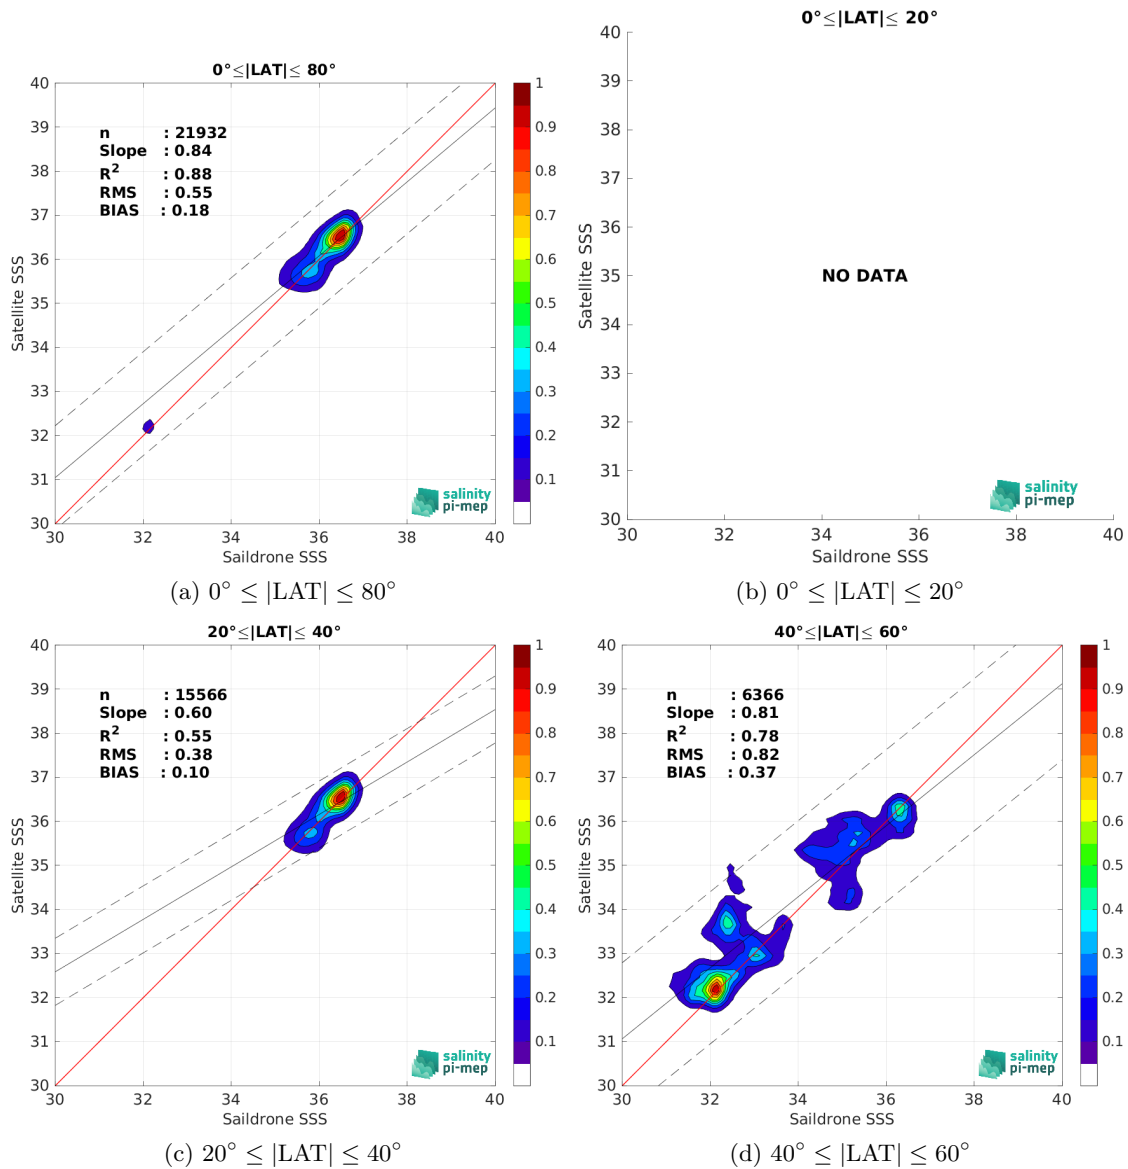 0°≤|LAT|≤ 80°
40
39
38
37
36
35
34
33
32
31
30
Satellite SSS
n : 21932
Slope : 0.84
R2 : 0.88
RMS : 0.55
BIAS : 0.18
salinity
pi-mep
30 32 34 36 38 40
Saildrone SSS
1
0.9
0.8
0.7
0.6
0.5
0.4
0.3
0.2
0.1
(a) 0° ≤ |LAT| ≤ 80°
0°≤|LAT|≤ 20°
40
39
38
37
36
35
34
33
32
31
30
Satellite SSS
NO DATA
salinity
pi-mep
30 32 34 36 38 40
Saildrone SSS
(b) 0° ≤ |LAT| ≤ 20°
20°≤|LAT|≤ 40°
40
39
38
37
36
35
34
33
32
31
30
Satellite SSS
n : 15566
Slope : 0.60
R2 : 0.55
RMS : 0.38
BIAS : 0.10
salinity
pi-mep
30 32 34 36 38 40
Saildrone SSS
1
0.9
0.8
0.7
0.6
0.5
0.4
0.3
0.2
0.1
(c) 20° ≤ |LAT| ≤ 40°
40°≤|LAT|≤ 60°
40
39
38
37
36
35
34
33
32
31
30
Satellite SSS
n : 6366
Slope : 0.81
R2 : 0.78
RMS : 0.82
BIAS : 0.37
salinity
pi-mep
30 32 34 36 38 40
Saildrone SSS
1
0.9
0.8
0.7
0.6
0.5
0.4
0.3
0.2
0.1
(d) 40° ≤ |LAT| ≤ 60°